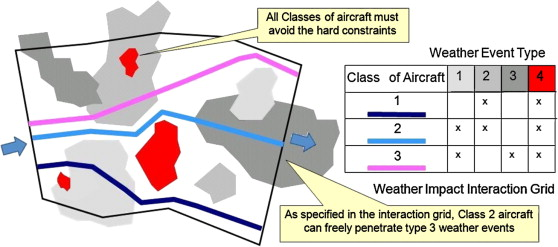 All Classes of aircraft must
avoid the hard constraints
Weather Event Type
Class of Aircraft 1 2 3 4
1 x x
2 x x x
3 x x x
Weather Impact Interaction Grid
As specified in the interaction grid, Class 2 aircraft
can freely penetrate type 3 weather events